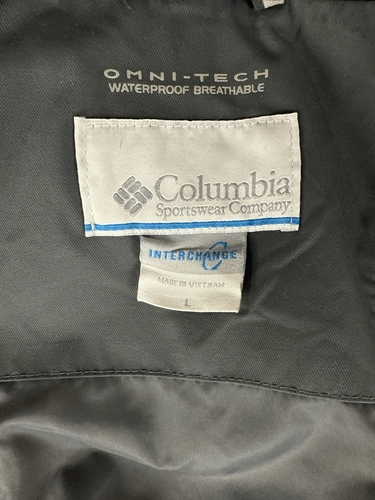 OMNI-TECH
WATERPROOF BREATHABLE
Columbia
Sportswear Company
INTERCHANGE
MADE IN VIETNAM
L